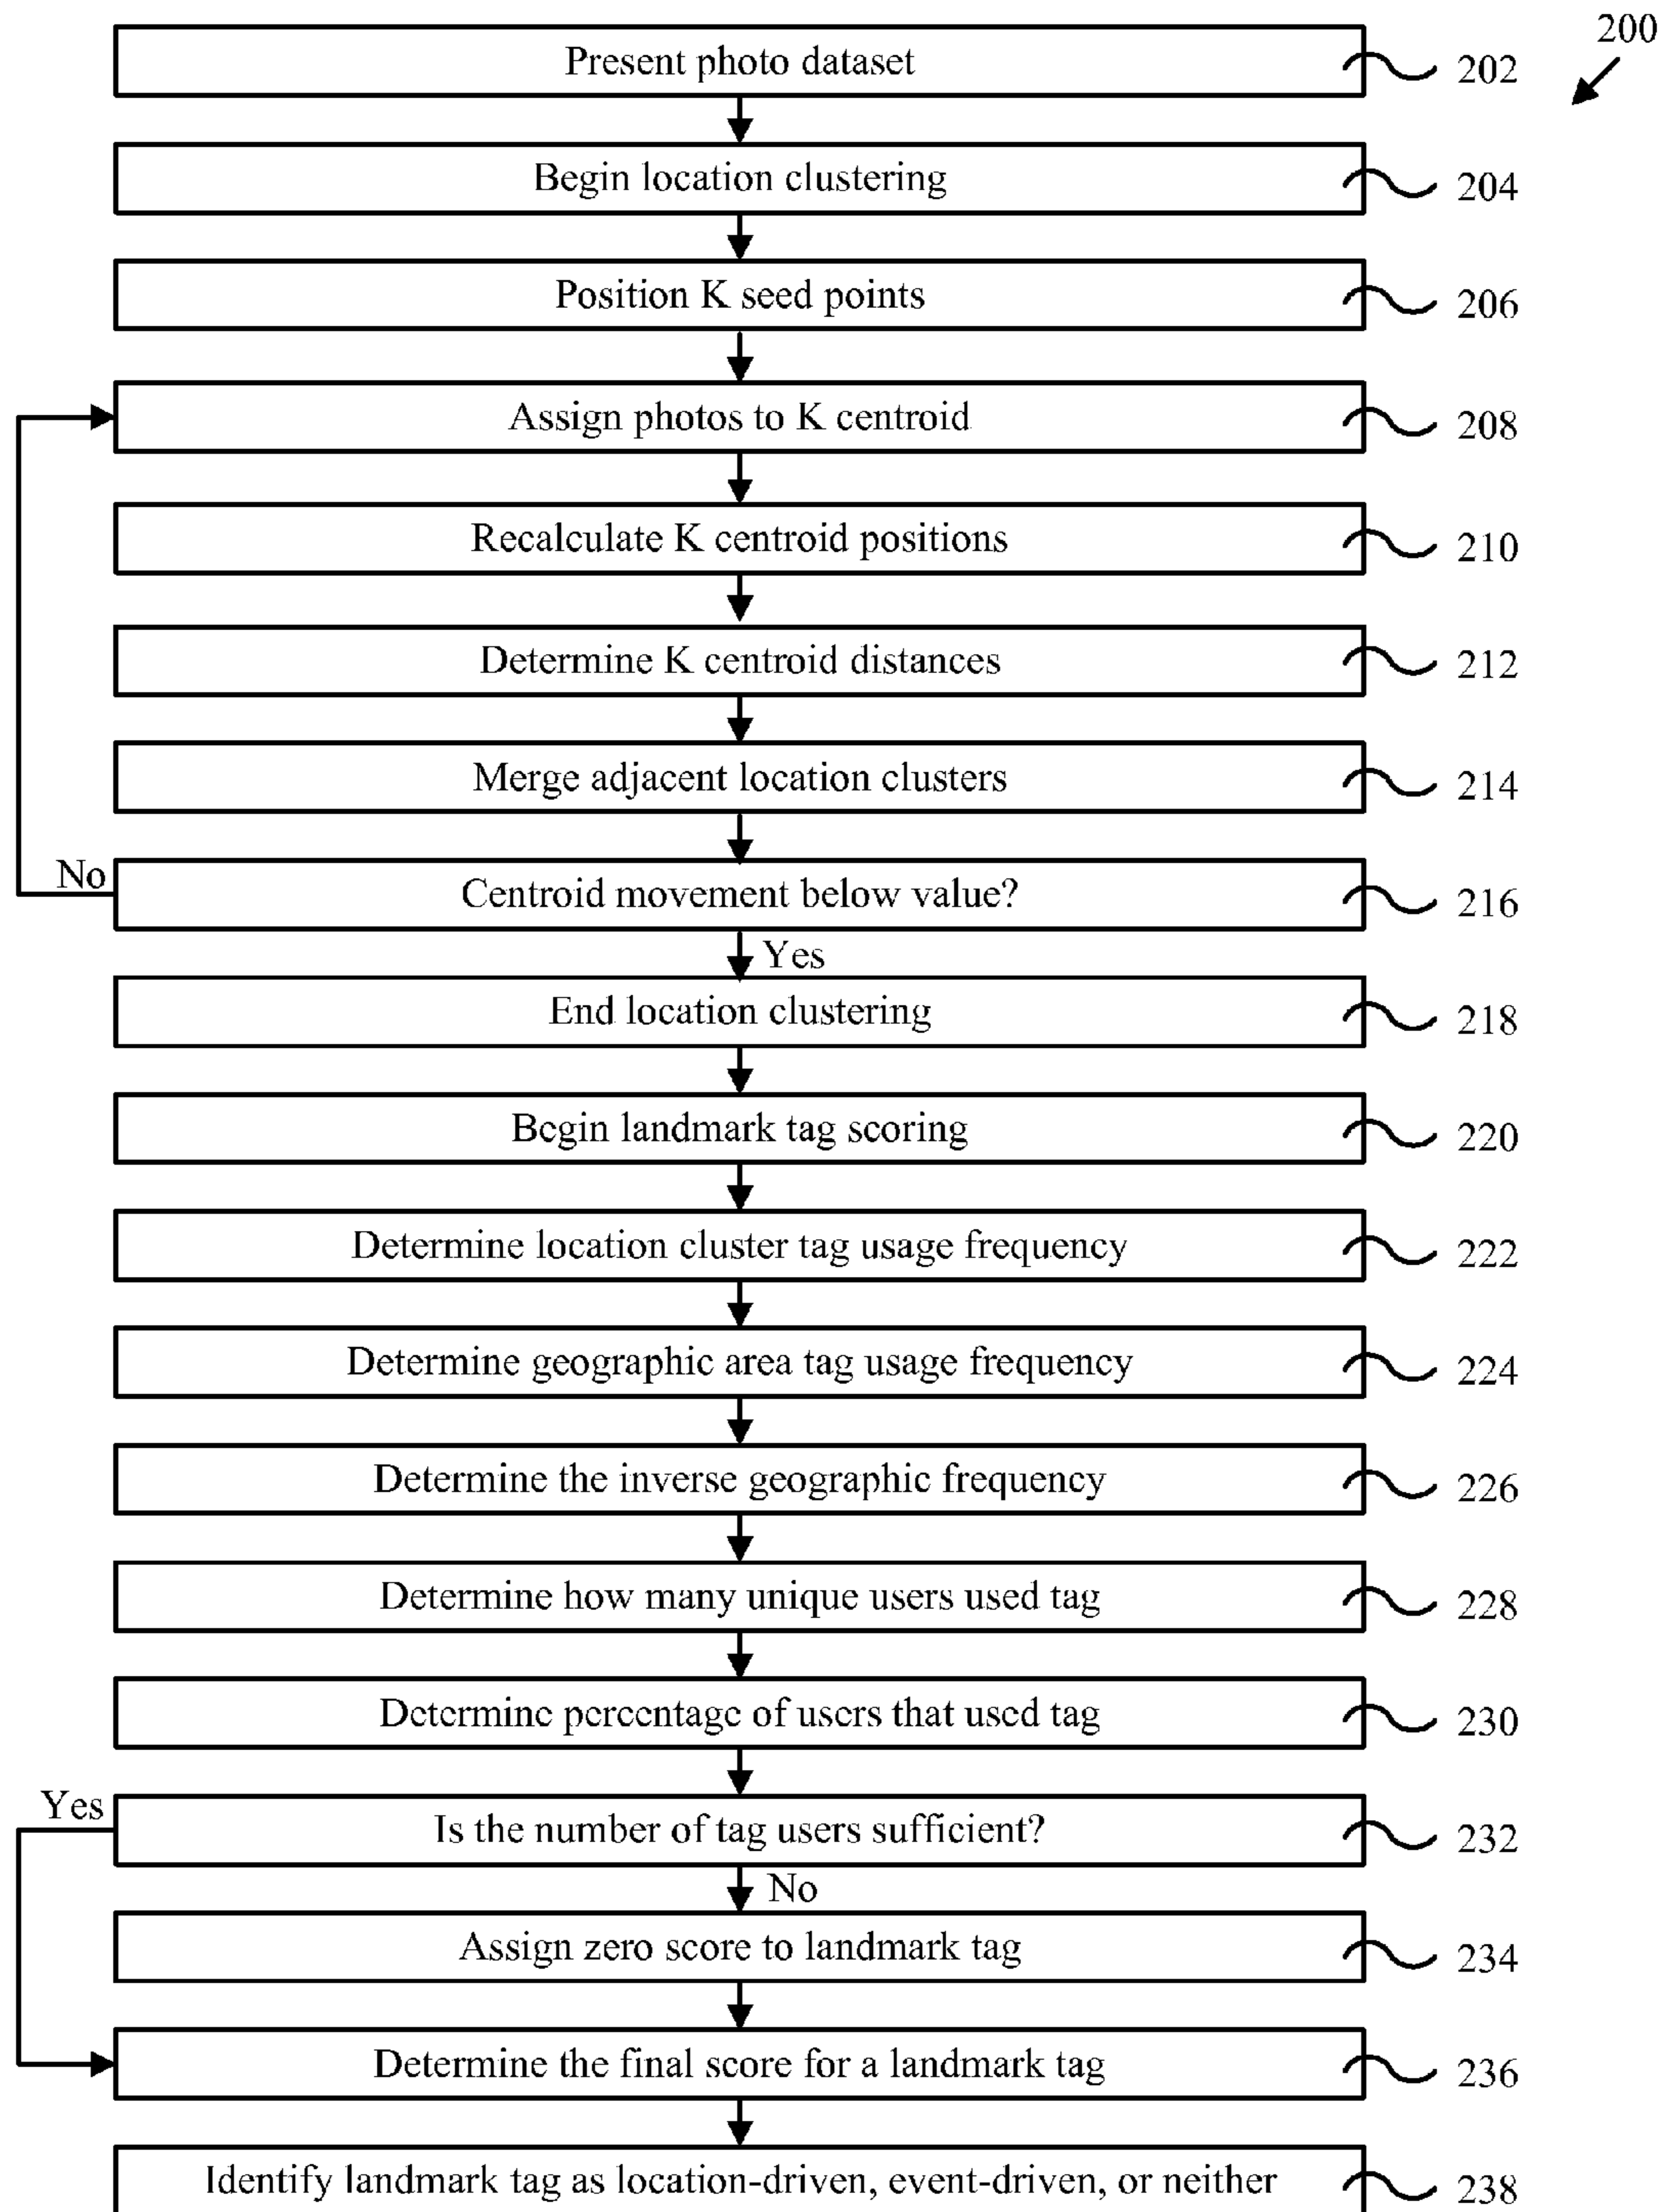 200
Present photo dataset 202
Begin location clustering 204
Position K seed points 206
Assign photos to K centroid 208
Recalculate K centroid positions 210
Determine K centroid distances 212
Merge adjacent location clusters 214
No
Centroid movement below value? 216
Yes
End location clustering 218
Begin landmark tag scoring 220
Determine location cluster tag usage frequency 222
Determine geographic area tag usage frequency 224
Determine the inverse geographic frequency 226
Determine how many unique users used tag 228
Determine percentage of users that used tag 230
Yes
Is the number of tag users sufficient? 232
No
Assign zero score to landmark tag 234
Determine the final score for a landmark tag 236
Identify landmark tag as location-driven, event-driven, or neither 238